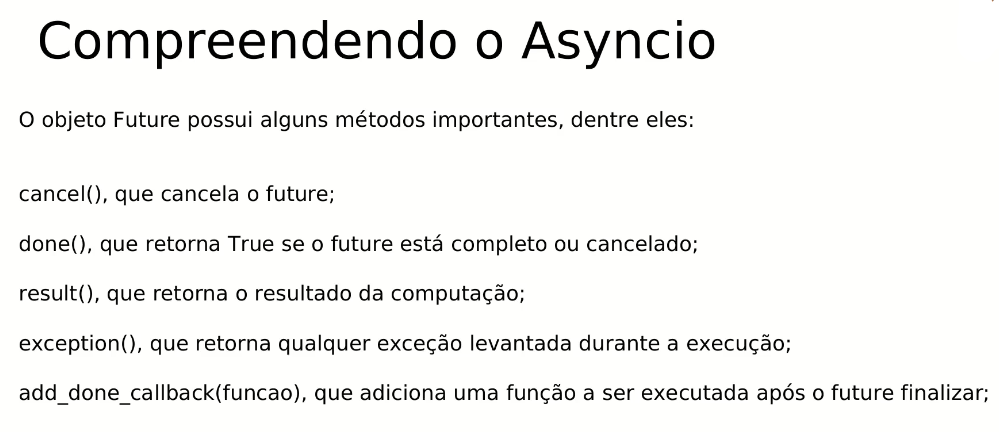 Compreendendo o Asyncio
O objeto Future possui alguns métodos importantes, dentre eles:
cancel(), que cancela o future;
done(), que retorna True se o future está completo ou cancelado;
result(), que retorna o resultado da computação;
exception(), que retorna qualquer exceção levantada durante a execução;
add_done_callback(funcao), que adiciona uma função a ser executada após o future finalizar;